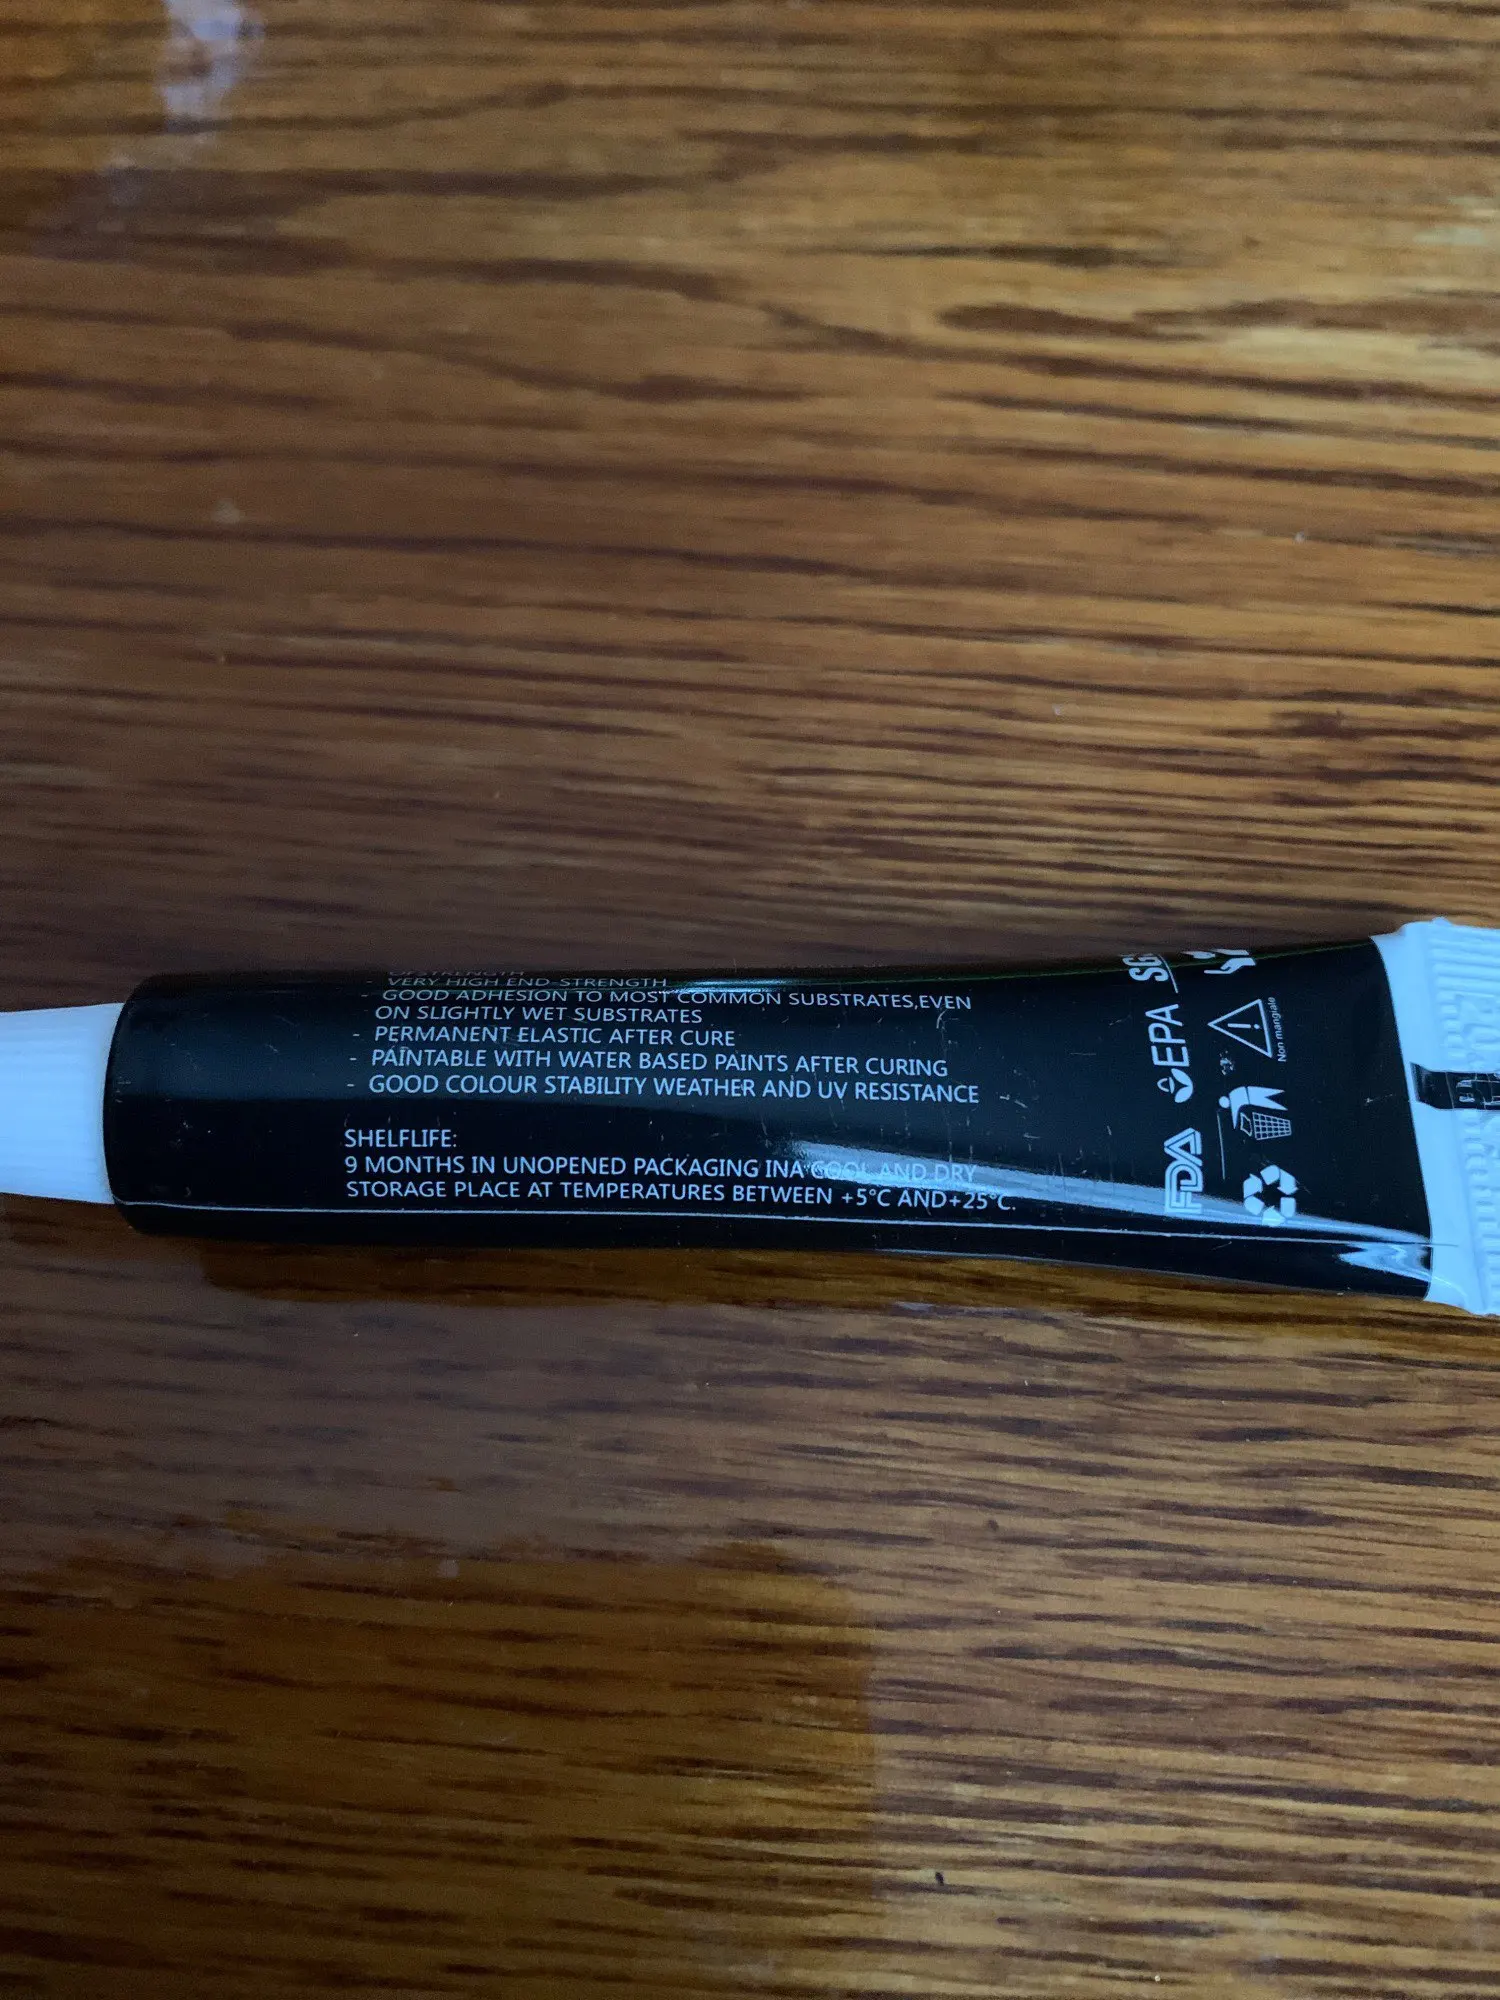 OF STRENGTH
- VERY HIGH END-STRENGTH
- GOOD ADHESION TO MOST COMMON SUBSTRATES,EVEN
ON SLIGHTLY WET SUBSTRATES
- PERMANENT ELASTIC AFTER CURE
- PAINTABLE WITH WATER BASED PAINTS AFTER CURING
- GOOD COLOUR STABILITY WEATHER AND UV RESISTANCE
SHELFLIFE:
9 MONTHS IN UNOPENED PACKAGING INA COOL AND DRY
STORAGE PLACE AT TEMPERATURES BETWEEN +5°C AND+25°C.
FDA
EPA
Non mangiale